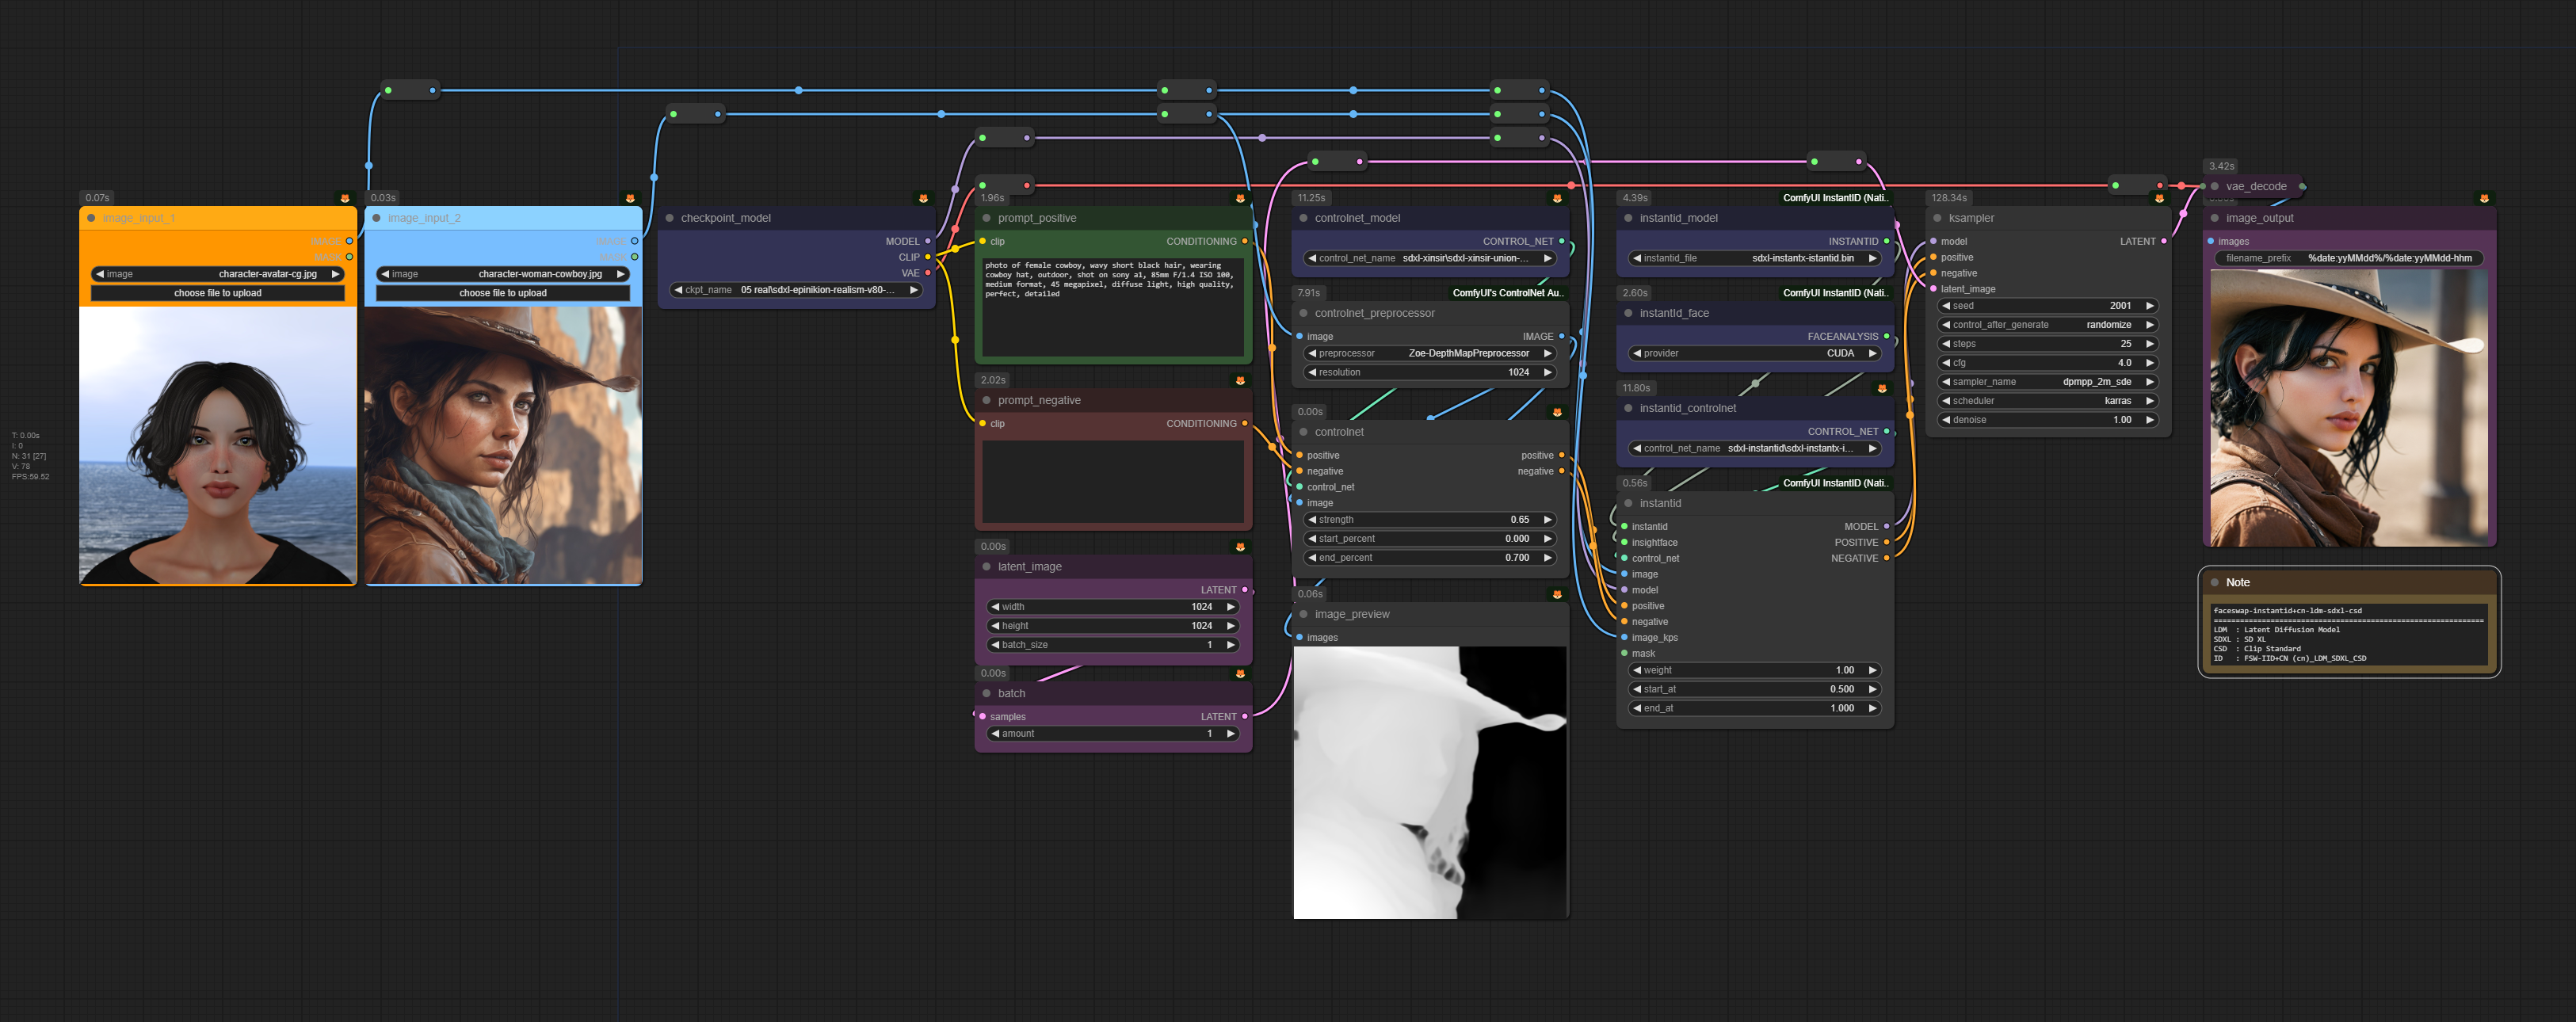 T: 0.00s
I: 0
N: 31 [27]
V: 78
FPS:59.52
0.07s
image_input_1
IMAGE
MASK
image character-avatar-cg.jpg
choose file to upload
0.03s
image_input_2
IMAGE
MASK
image character-woman-cowboy.jpg
choose file to upload
checkpoint_model
MODEL
CLIP
VAE
ckpt_name 05 real\sdxl-epinikion-realism-v80-...
1.96s
prompt_positive
clip CONDITIONING
photo of female cowboy, wavy short black hair, wearing
cowboy hat, outdoor, shot on sony a1, 85mm F/1.4 ISO 100,
medium format, 45 megapixel, diffuse light, high quality,
perfect, detailed
2.02s
prompt_negative
clip CONDITIONING
0.00s
latent_image
LATENT
width 1024
height 1024
batch_size 1
0.00s
batch
samples LATENT
amount 1
11.25s
controlnet_model
CONTROL_NET
control_net_name sdxl-xinsir\sdxl-xinsir-union-...
7.91s ComfyUI's ControlNet Au..
controlnet_preprocessor
image IMAGE
preprocessor Zoe-DepthMapPreprocessor
resolution 1024
0.00s
controlnet
positive positive
negative negative
control_net
image
strength 0.65
start_percent 0.000
end_percent 0.700
0.06s
image_preview
images
4.39s ComfyUI InstantID (Nati..
instantid_model
INSTANTID
instantid_file sdxl-instantx-istantid.bin
2.60s ComfyUI InstantID (Nati..
instantId_face
FACEANALYSIS
provider CUDA
11.80s
instantid_controlnet
CONTROL_NET
control_net_name sdxl-instantid\sdxl-instantx-i...
0.56s ComfyUI InstantID (Nati..
instantid
instantid MODEL
insightface POSITIVE
control_net NEGATIVE
image
model
positive
negative
image_kps
mask
weight 1.00
start_at 0.500
end_at 1.000
128.34s
ksampler
model LATENT
positive
negative
latent_image
seed 2001
control_after_generate randomize
steps 25
cfg 4.0
sampler_name dpmpp_2m_sde
scheduler karras
denoise 1.00
3.42s
vae_decode
image_output
images
filename_prefix %date:yyMMdd%/%date:yyMMdd-hhm
Note
faceswap-instantid+cn-ldm-sdxl-csd
LDM : Latent Diffusion Model
SDXL : SD XL
CSD : Clip Standard
ID : FSW-IID+CN (cn)_LDM_SDXL_CSD